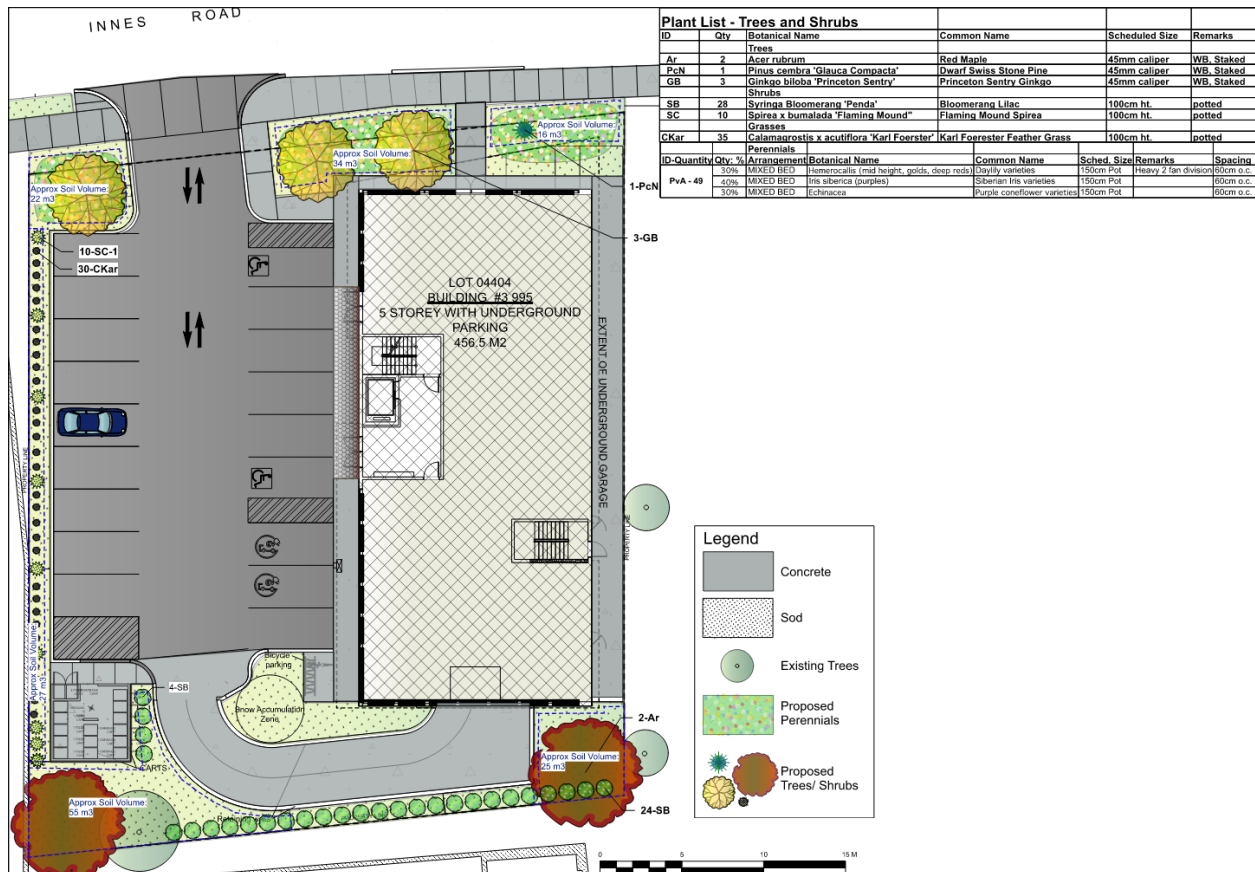 INNES ROAD
Plant List - Trees and Shrubs
ID Qty Botanical Name Common Name Scheduled Size Remarks
Trees
Ar 2 Acer rubrum Red Maple 45mm caliper WB, Staked
PcN 1 Pinus cembra 'Glauca Compacta' Dwarf Swiss Stone Pine 45mm caliper WB, Staked
GB 3 Ginkgo biloba 'Princeton Sentry' Princeton Sentry Ginkgo 45mm caliper WB, Staked
Shrubs
SB 28 Syringa Bloomerang 'Penda' Bloomerang Lilac 100cm ht. potted
SC 10 Spirea x bumalada 'Flaming Mound" Flaming Mound Spirea 100cm ht. potted
Grasses
CKar 35 Calamagrostis x acutiflora 'Karl Foerster' Karl Foerester Feather Grass 100cm ht. potted
Perennials
ID-Quantity Qty: % Arrangement Botanical Name Common Name Sched. Size Remarks Spacing
PvA - 49
30% MIXED BED Hemerocallis (mid height, golds, deep reds) Daylily varieties 150cm Pot Heavy 2 fan division 60cm o.c.
40% MIXED BED Iris siberica (purples) Siberian Iris varieties 150cm Pot 60cm o.c.
30% MIXED BED Echinacea Purple coneflower varieties 150cm Pot 60cm o.c.
Approx Soil Volume:
16 m3
Approx Soil Volume:
34 m3
Approx Soil Volume:
22 m3
1-PcN
3-GB
10-SC-1
30-CKar
LOT 04404
BUILDING #3 995
5 STOREY WITH UNDERGROUND
PARKING
456.5 M2
EXTENT OF UNDERGROUND GARAGE
PROPERTY LINE
PROPERTY LINE
Approx Soil Volume:
27 m3
Bicycle
parking
Snow Accumulation
Zone
4-SB
CARTS
2-Ar
Approx Soil Volume:
25 m3
Approx Soil Volume:
55 m3
24-SB
Legend
Concrete
Sod
Existing Trees
Proposed
Perennials
Proposed
Trees/ Shrubs
0 5 10 15 M